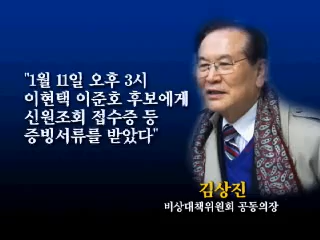 "1월 11일 오후 3시
이현택 이준호 후보에게
신원조회 접수증 등
증빙서류를 받았다"
김상진
비상대책위원회 공동의장